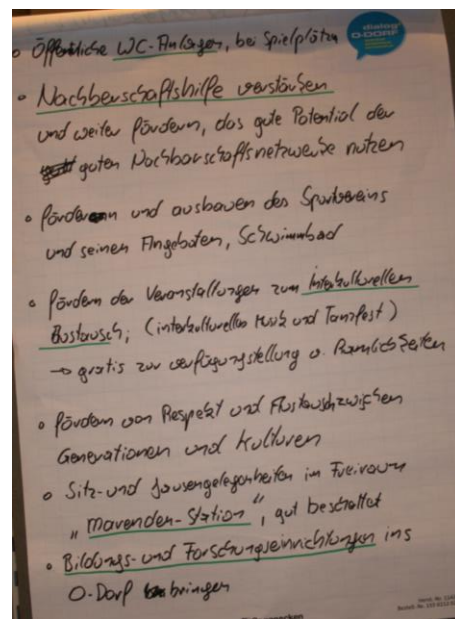 dialog
O-DORF
• Öffentliche WC-Anlagen, bei Spielplätzen
• Nachberschaftshilfe verstärken
und weiter fördern, das gute Potential der
guten Nachbarschaftsnetzwerke nutzen
• fördern und ausbauen des Sportvereins
und seinen Angeboten, Schwimmbad
• fördern der Veranstaltungen zum Interkulturellen
Austausch; (interkulturelles Musik und Tanzfest)
→ gratis zur verfügungstellung v. Räumlichkeiten
• fördern von Respekt und Austausch zwischen
Generationen und Kulturen
• Sitz- und Jausengelegenheiten im Freiraum
„Marenden-Station", gut beschattet
• Bildungs- und Forschungseinrichtungen ins
O-Dorf bringen